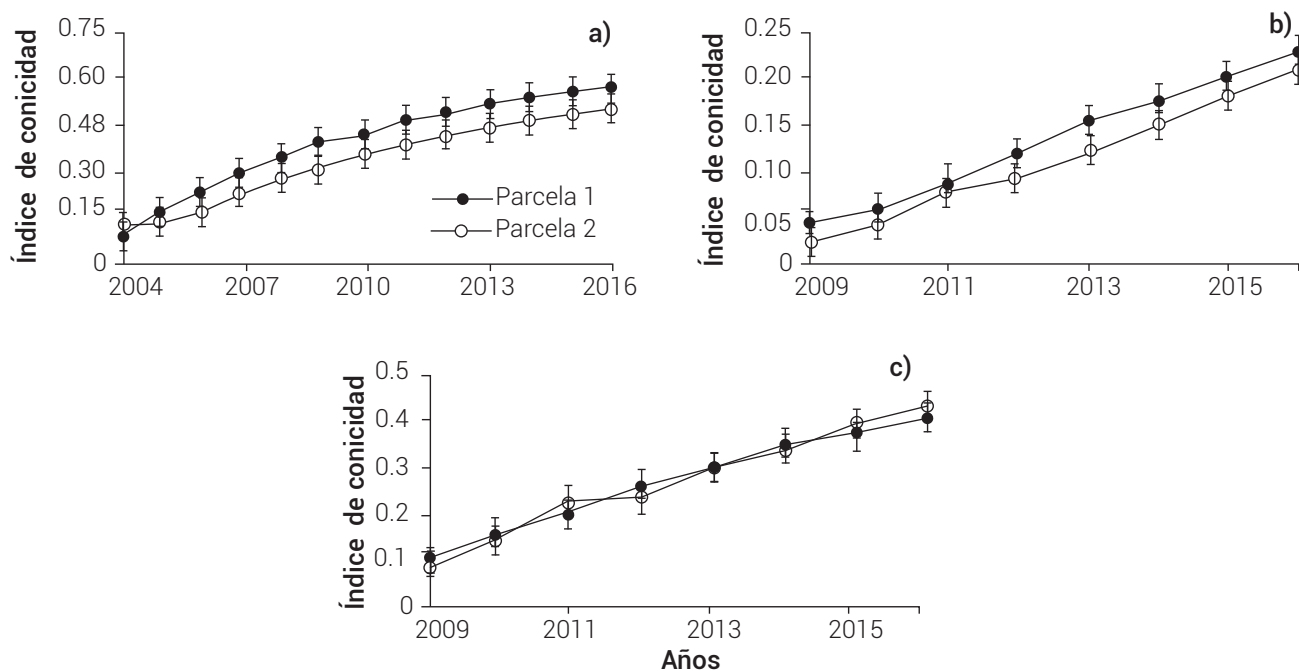 a)
Índice de conicidad
0.75
0.60
0.48
0.30
0.15
0
2004 2007 2010 2013 2016
Parcela 1
Parcela 2
b)
Índice de conicidad
0.25
0.20
0.15
0.10
0.05
0
2009 2011 2013 2015
c)
Índice de conicidad
0.5
0.4
0.3
0.2
0.1
0
2009 2011 2013 2015
Años